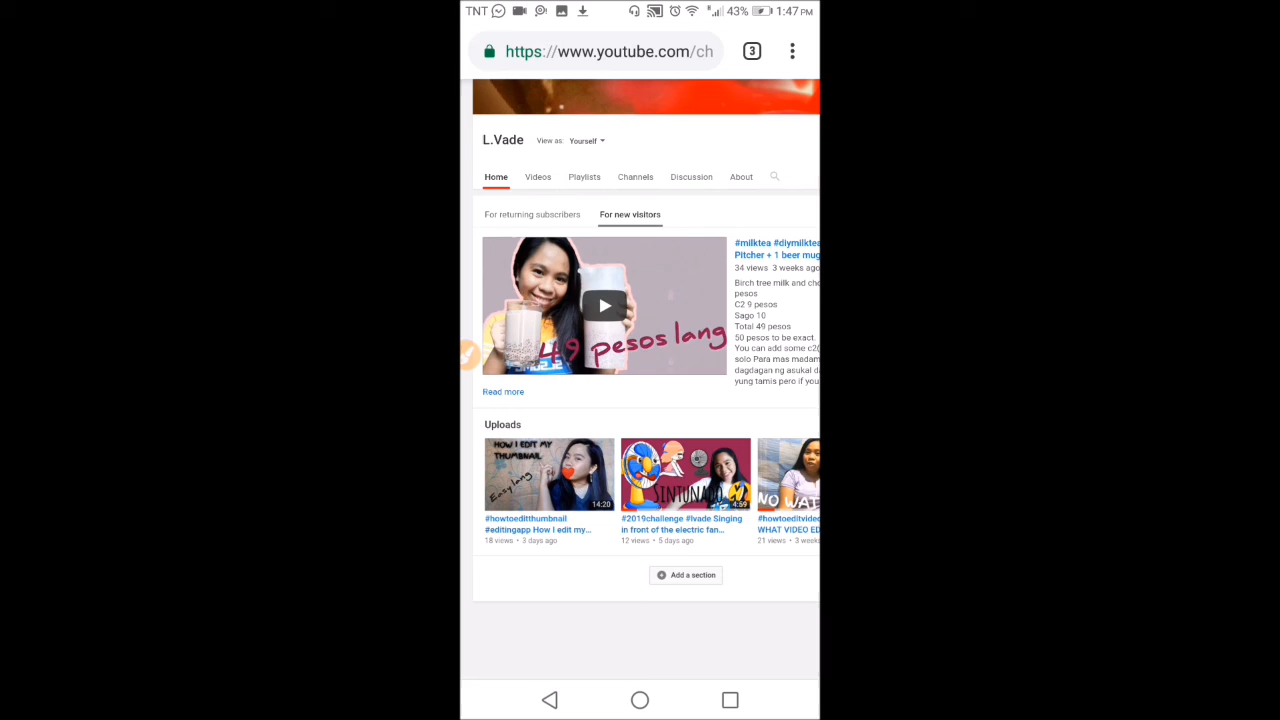 TNT 43% 1:47 PM
https://www.youtube.com/ch 3
L.Vade View as: Yourself
Home Videos Playlists Channels Discussion About
For returning subscribers For new visitors
49 pesos lang
#milktea #diymilktea
Pitcher + 1 beer mug
34 views 3 weeks ago
Birch tree milk and cho
pesos
C2 9 pesos
Sago 10
Total 49 pesos
50 pesos to be exact.
You can add some c2(
solo Para mas madam
dagdagan ng asukal da
yung tamis pero if you
Read more
Uploads
HOW I EDIT MY
THUMBNAIL
Easy lang
14:20
#howtoeditthumbnail
#editingapp How I edit my...
18 views • 3 days ago
SINTUNADO
4:59
#2019challenge #lvade Singing
in front of the electric fan...
12 views • 5 days ago
NO WAT
#howtoeditvideo
WHAT VIDEO ED
21 views • 3 weeks
Add a section